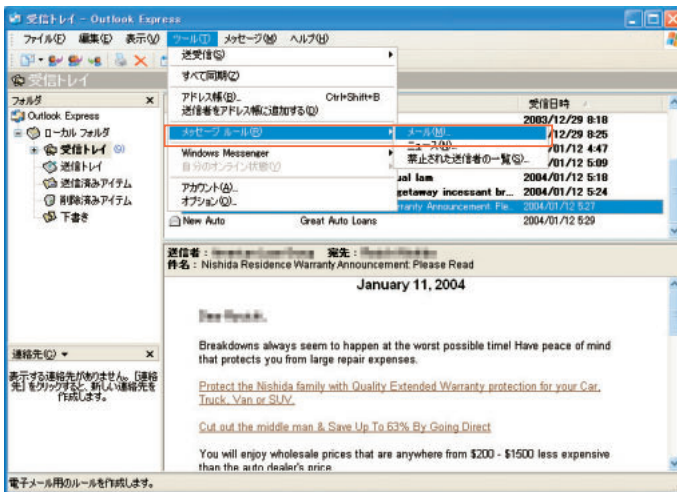 受信トレイ - Outlook Express
ファイル(F) 編集(E) 表示(V) ツール(T) メッセージ(M) ヘルプ(H)
送受信(S)
すべて同期(Z)
アドレス帳(B)... Ctrl+Shift+B
送信者をアドレス帳に追加する(D)
メッセージ ルール(R)
Windows Messenger
自分のオンライン状態(V)
アカウント(A)...
オプション(O)...
メール(M)...
ニュース(N)...
禁止された送信者の一覧(S)...
受信トレイ
フォルダ ×
Outlook Express
ローカル フォルダ
受信トレイ (9)
送信トレイ
送信済みアイテム
削除済みアイテム
下書き
受信日時
2003/12/29 8:18
/12/29 8:25
/01/12 4:47
/01/12 5:09
ual lam 2004/01/12 5:18
getaway incessant br... 2004/01/12 5:24
rranty Announcement: Ple... 2004/01/12 5:27
New Auto Great Auto Loans 2004/01/12 5:29
送信者: 宛先:
件名: Nishida Residence Warranty Announcement: Please Read
January 11, 2004
Breakdowns always seem to happen at the worst possible time! Have peace of mind
that protects you from large repair expenses.
Protect the Nishida family with Quality Extended Warranty protection for your Car,
Truck, Van or SUV.
Cut out the middle man & Save Up To 63% By Going Direct
You will enjoy wholesale prices that are anywhere from $200 - $1500 less expensive
than the auto dealer's price
連絡先(C) ×
表示する連絡先がありません。[連絡
先] をクリックすると、新しい連絡先を
作成します。
電子メール用のルールを作成します。